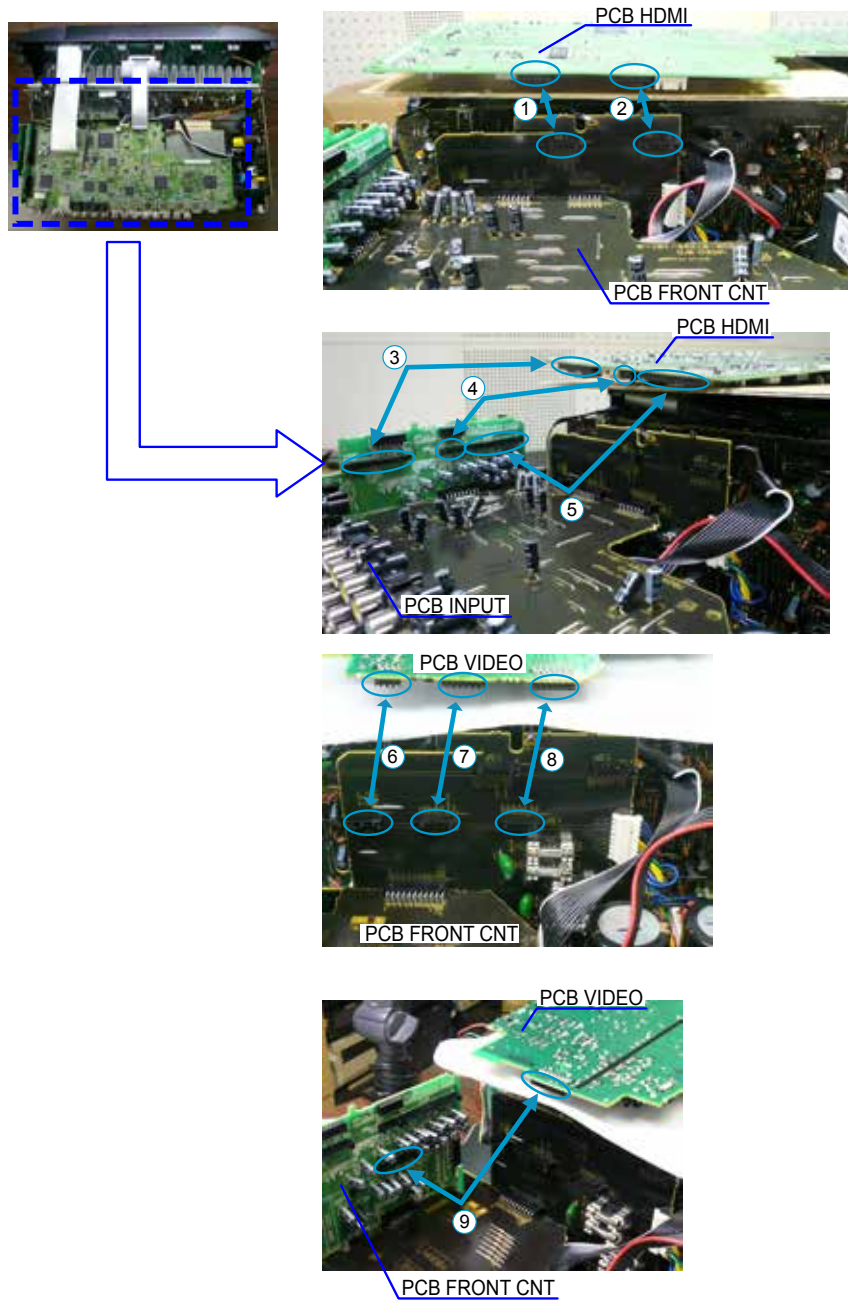 PCB HDMI
1
2
PCB FRONT CNT
PCB HDMI
3
4
5
PCB INPUT
PCB VIDEO
6
7
8
PCB FRONT CNT
PCB VIDEO
9
PCB FRONT CNT